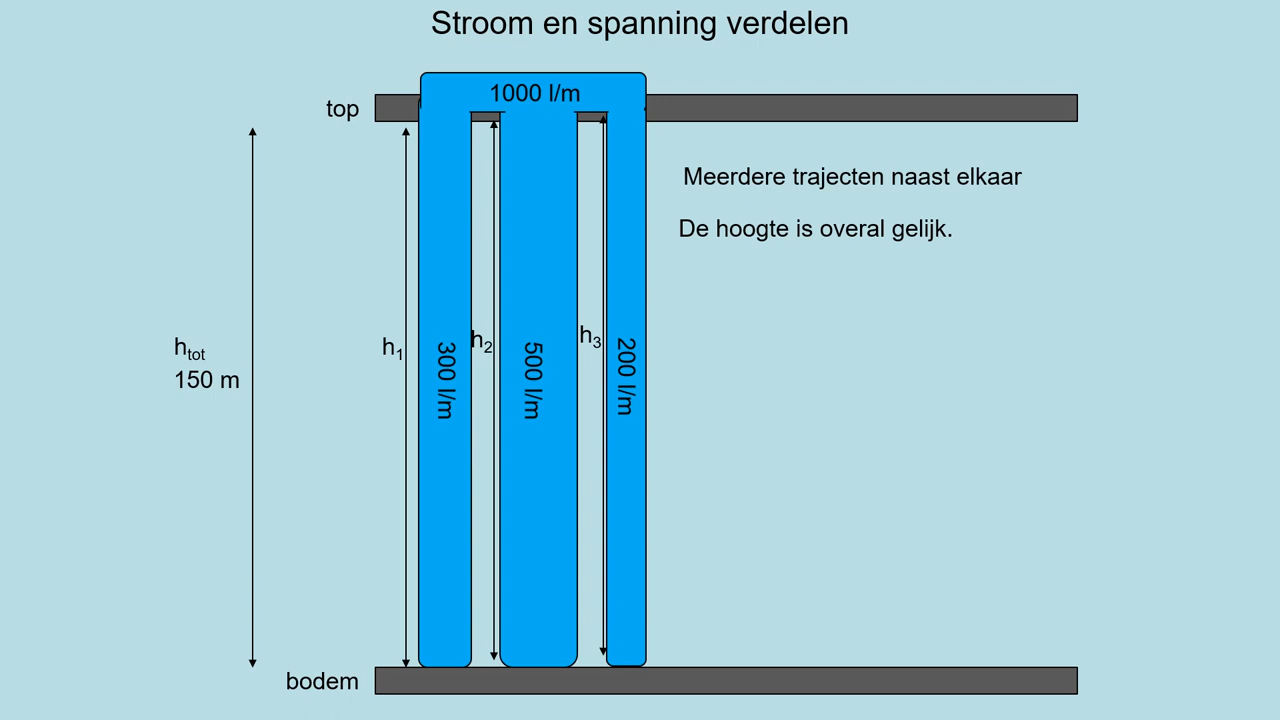 Stroom en spanning verdelen
1000 l/m
top
Meerdere trajecten naast elkaar
De hoogte is overal gelijk.
htot
150 m
h1
300 l/m
h2
500 l/m
h3
200 l/m
bodem